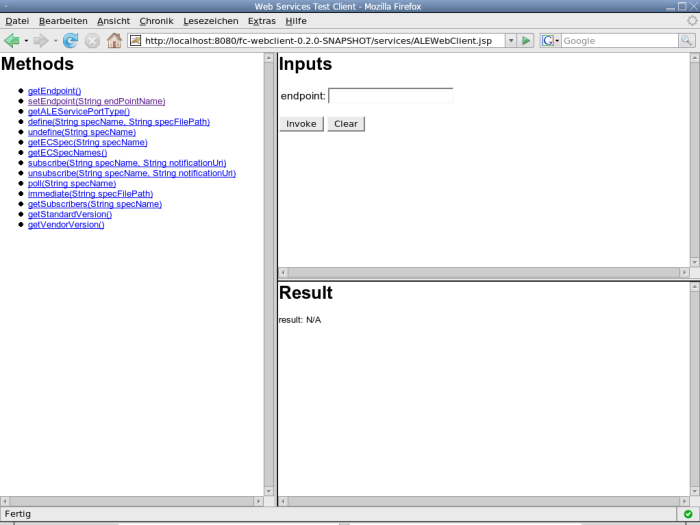 Web Services Test Client - Mozilla Firefox
Datei Bearbeiten Ansicht Chronik Lesezeichen Extras Hilfe
http://localhost:8080/fc-webclient-0.2.0-SNAPSHOT/services/ALEWebClient.jsp
G Google
Methods
getEndpoint()
setEndpoint(String endPointName)
getALEServicePortType()
define(String specName, String specFilePath)
undefine(String specName)
getECSpec(String specName)
getECSpecNames()
subscribe(String specName, String notificationUri)
unsubscribe(String specName, String notificationUri)
poll(String specName)
immediate(String specFilePath)
getSubscribers(String specName)
getStandardVersion()
getVendorVersion()
Inputs
endpoint:
Invoke Clear
Result
result: N/A
Fertig